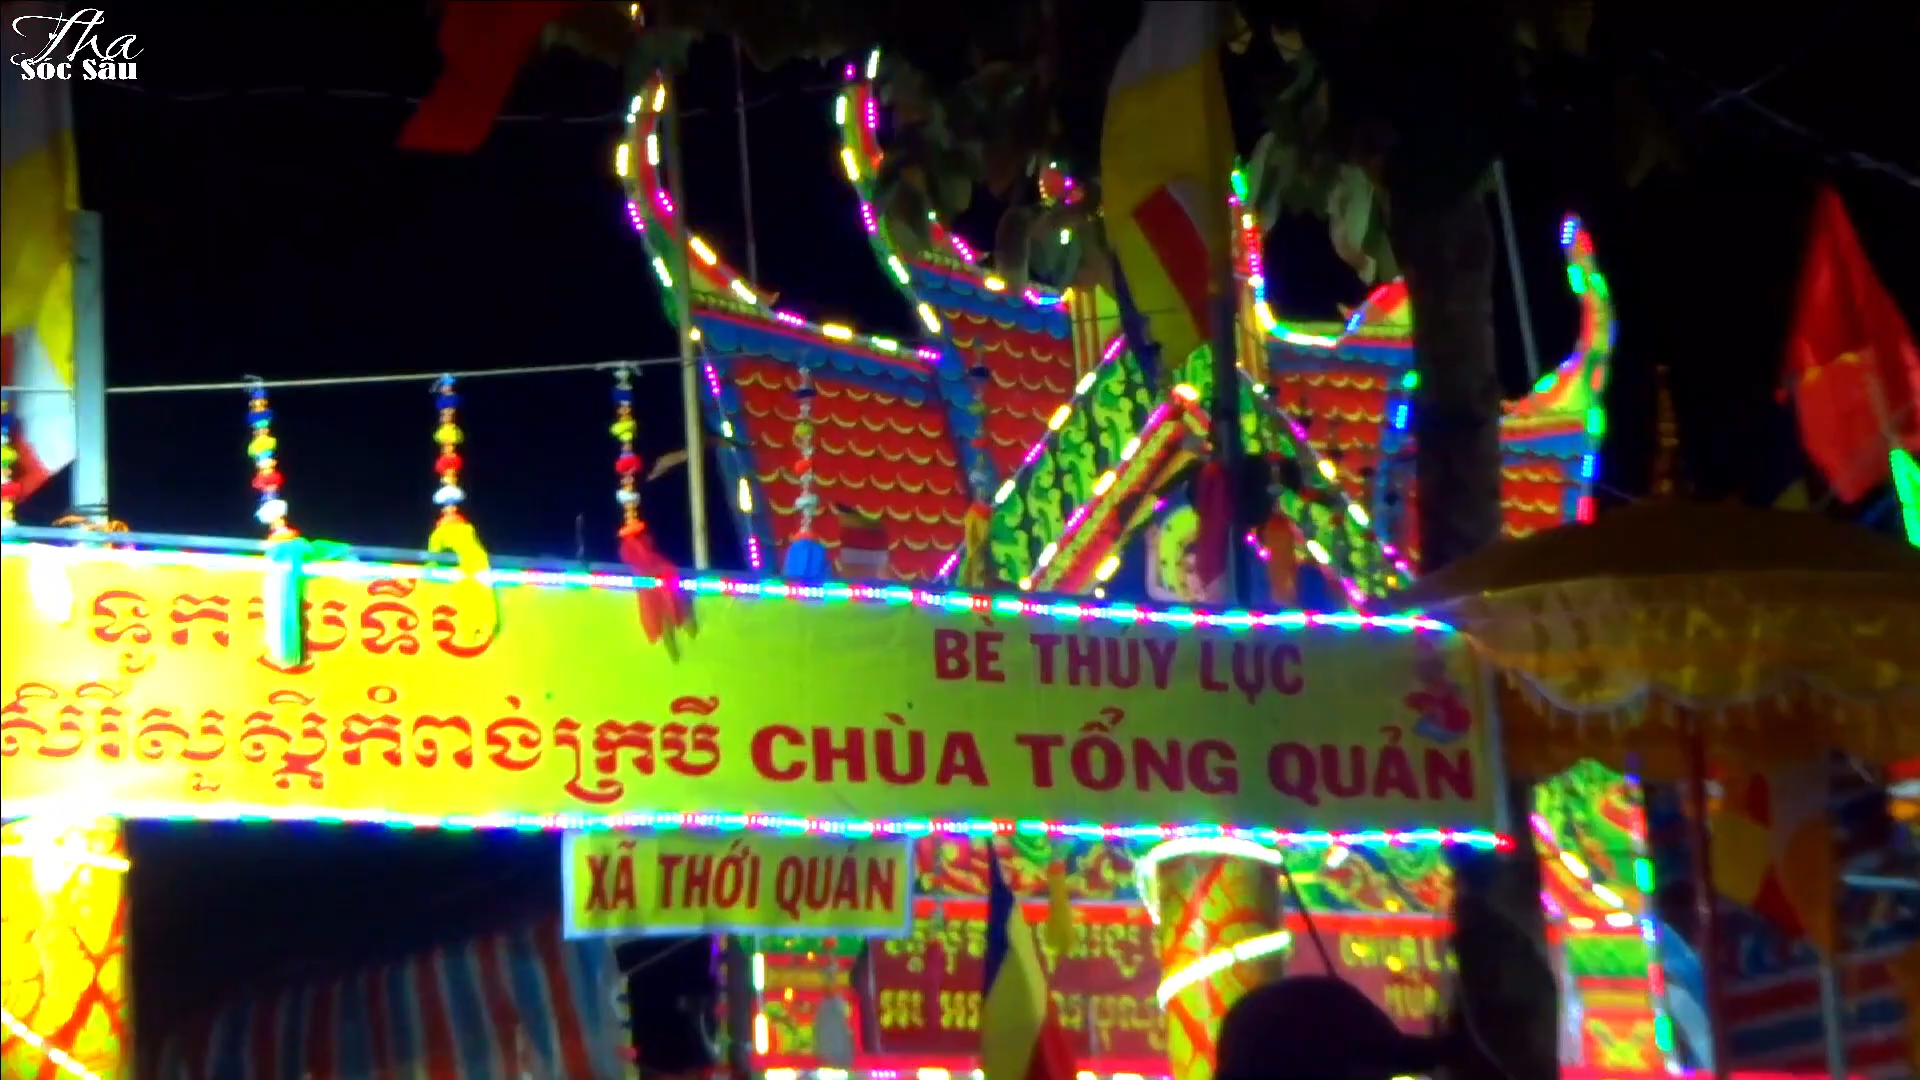 Tha
Sóc Sâu
ទូកប្រទីប
BÈ THỦY LỤC
សិរីសួស្តីកំពង់ក្របី CHÙA TỔNG QUẢN
XÃ THỚI QUẢN